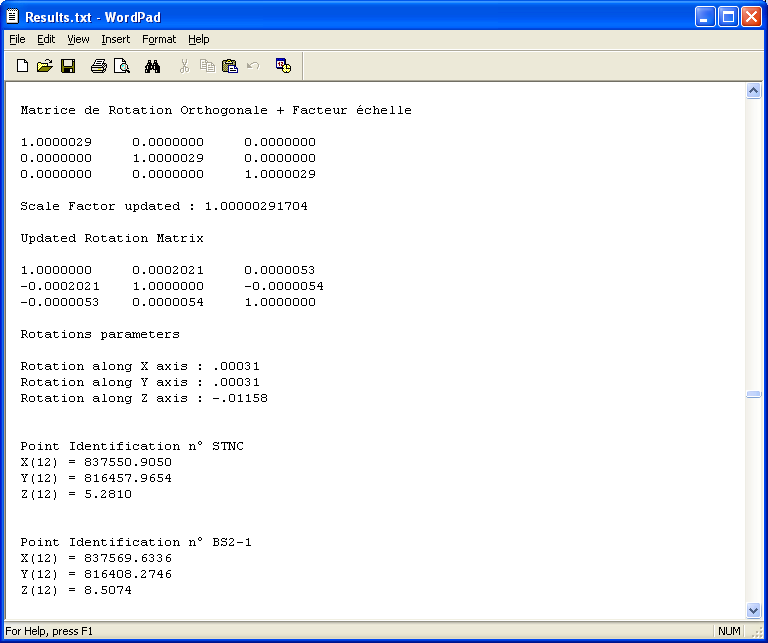 Results.txt - WordPad
File Edit View Insert Format Help
Matrice de Rotation Orthogonale + Facteur échelle
1.0000029 0.0000000 0.0000000
0.0000000 1.0000029 0.0000000
0.0000000 0.0000000 1.0000029
Scale Factor updated : 1.00000291704
Updated Rotation Matrix
1.0000000 0.0002021 0.0000053
-0.0002021 1.0000000 -0.0000054
-0.0000053 0.0000054 1.0000000
Rotations parameters
Rotation along X axis : .00031
Rotation along Y axis : .00031
Rotation along Z axis : -.01158
Point Identification n° STNC
X(12) = 837550.9050
Y(12) = 816457.9654
Z(12) = 5.2810
Point Identification n° BS2-1
X(12) = 837569.6336
Y(12) = 816408.2746
Z(12) = 8.5074
For Help, press F1 NUM